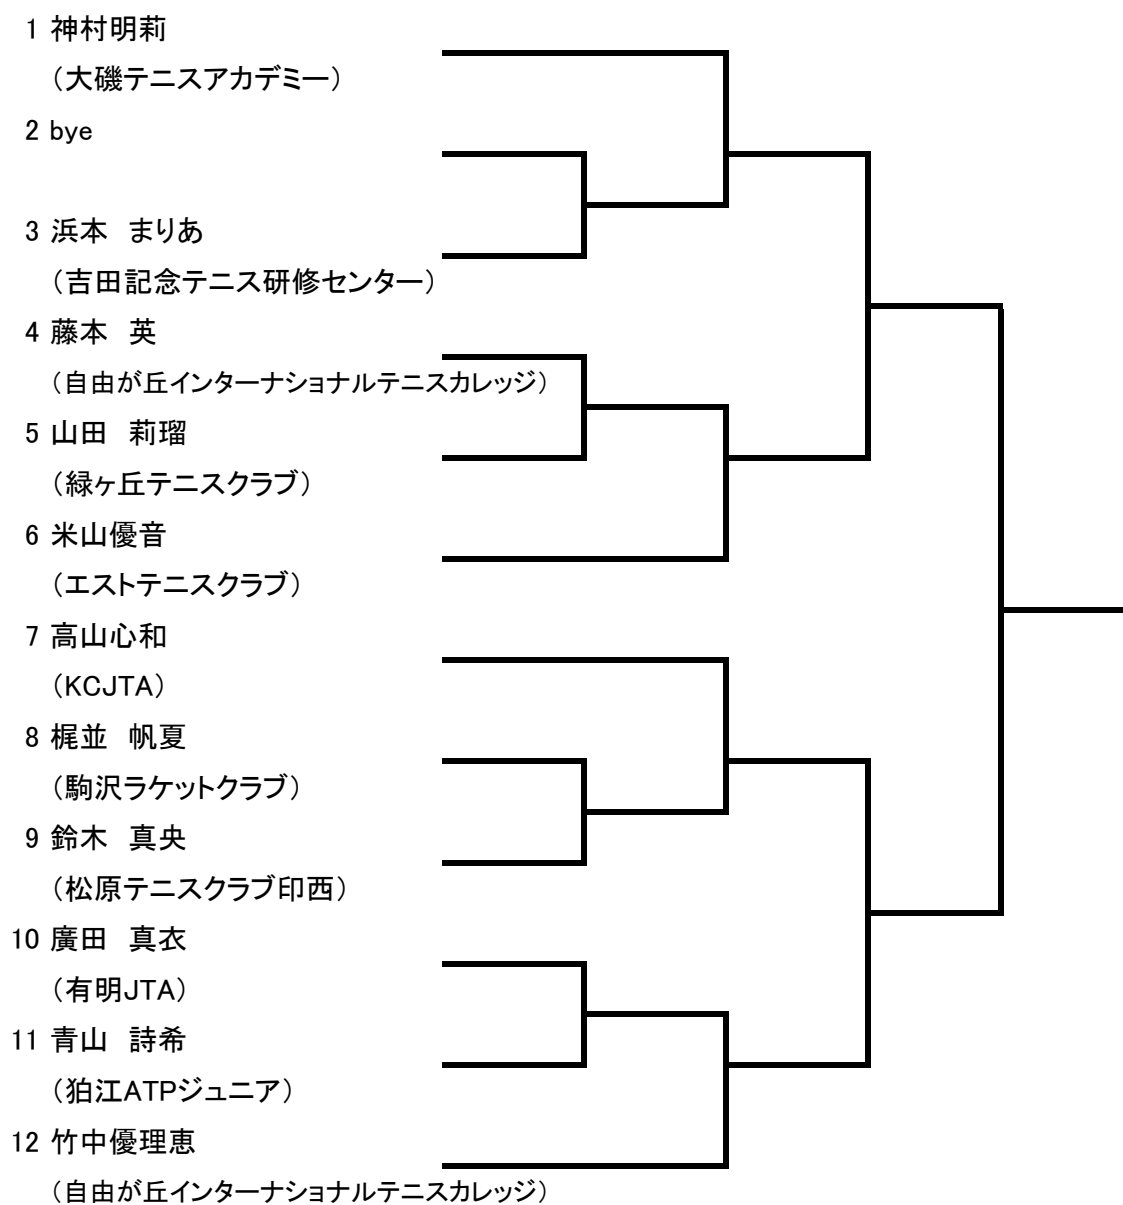 1 神村明莉
（大磯テニスアカデミー）
2 bye
3 浜本　まりあ
（吉田記念テニス研修センター）
4 藤本　英
（自由が丘インターナショナルテニスカレッジ）
5 山田　莉瑠
（緑ヶ丘テニスクラブ）
6 米山優音
（エストテニスクラブ）
7 高山心和
（KCJTA）
8 梶並　帆夏
（駒沢ラケットクラブ）
9 鈴木　真央
（松原テニスクラブ印西）
10 廣田　真衣
（有明JTA）
11 青山　詩希
（狛江ATPジュニア）
12 竹中優理恵
（自由が丘インターナショナルテニスカレッジ）